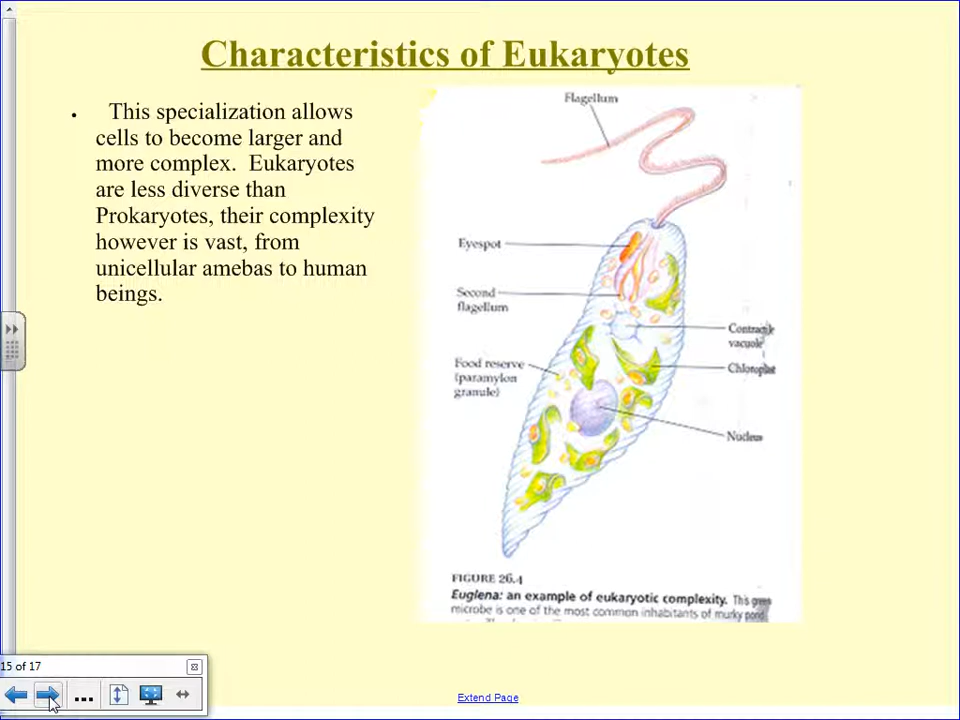 Characteristics of Eukaryotes
• This specialization allows
cells to become larger and
more complex. Eukaryotes
are less diverse than
Prokaryotes, their complexity
however is vast, from
unicellular amebas to human
beings.
Flagellum
Eyespot
Second
flagellum
Contractile
vacuole
Food reserve
(paramylon
granule)
Chloroplast
Nucleus
FIGURE 26.4
Euglena: an example of eukaryotic complexity. This green
microbe is one of the most common inhabitants of murky pond
15 of 17
Extend Page